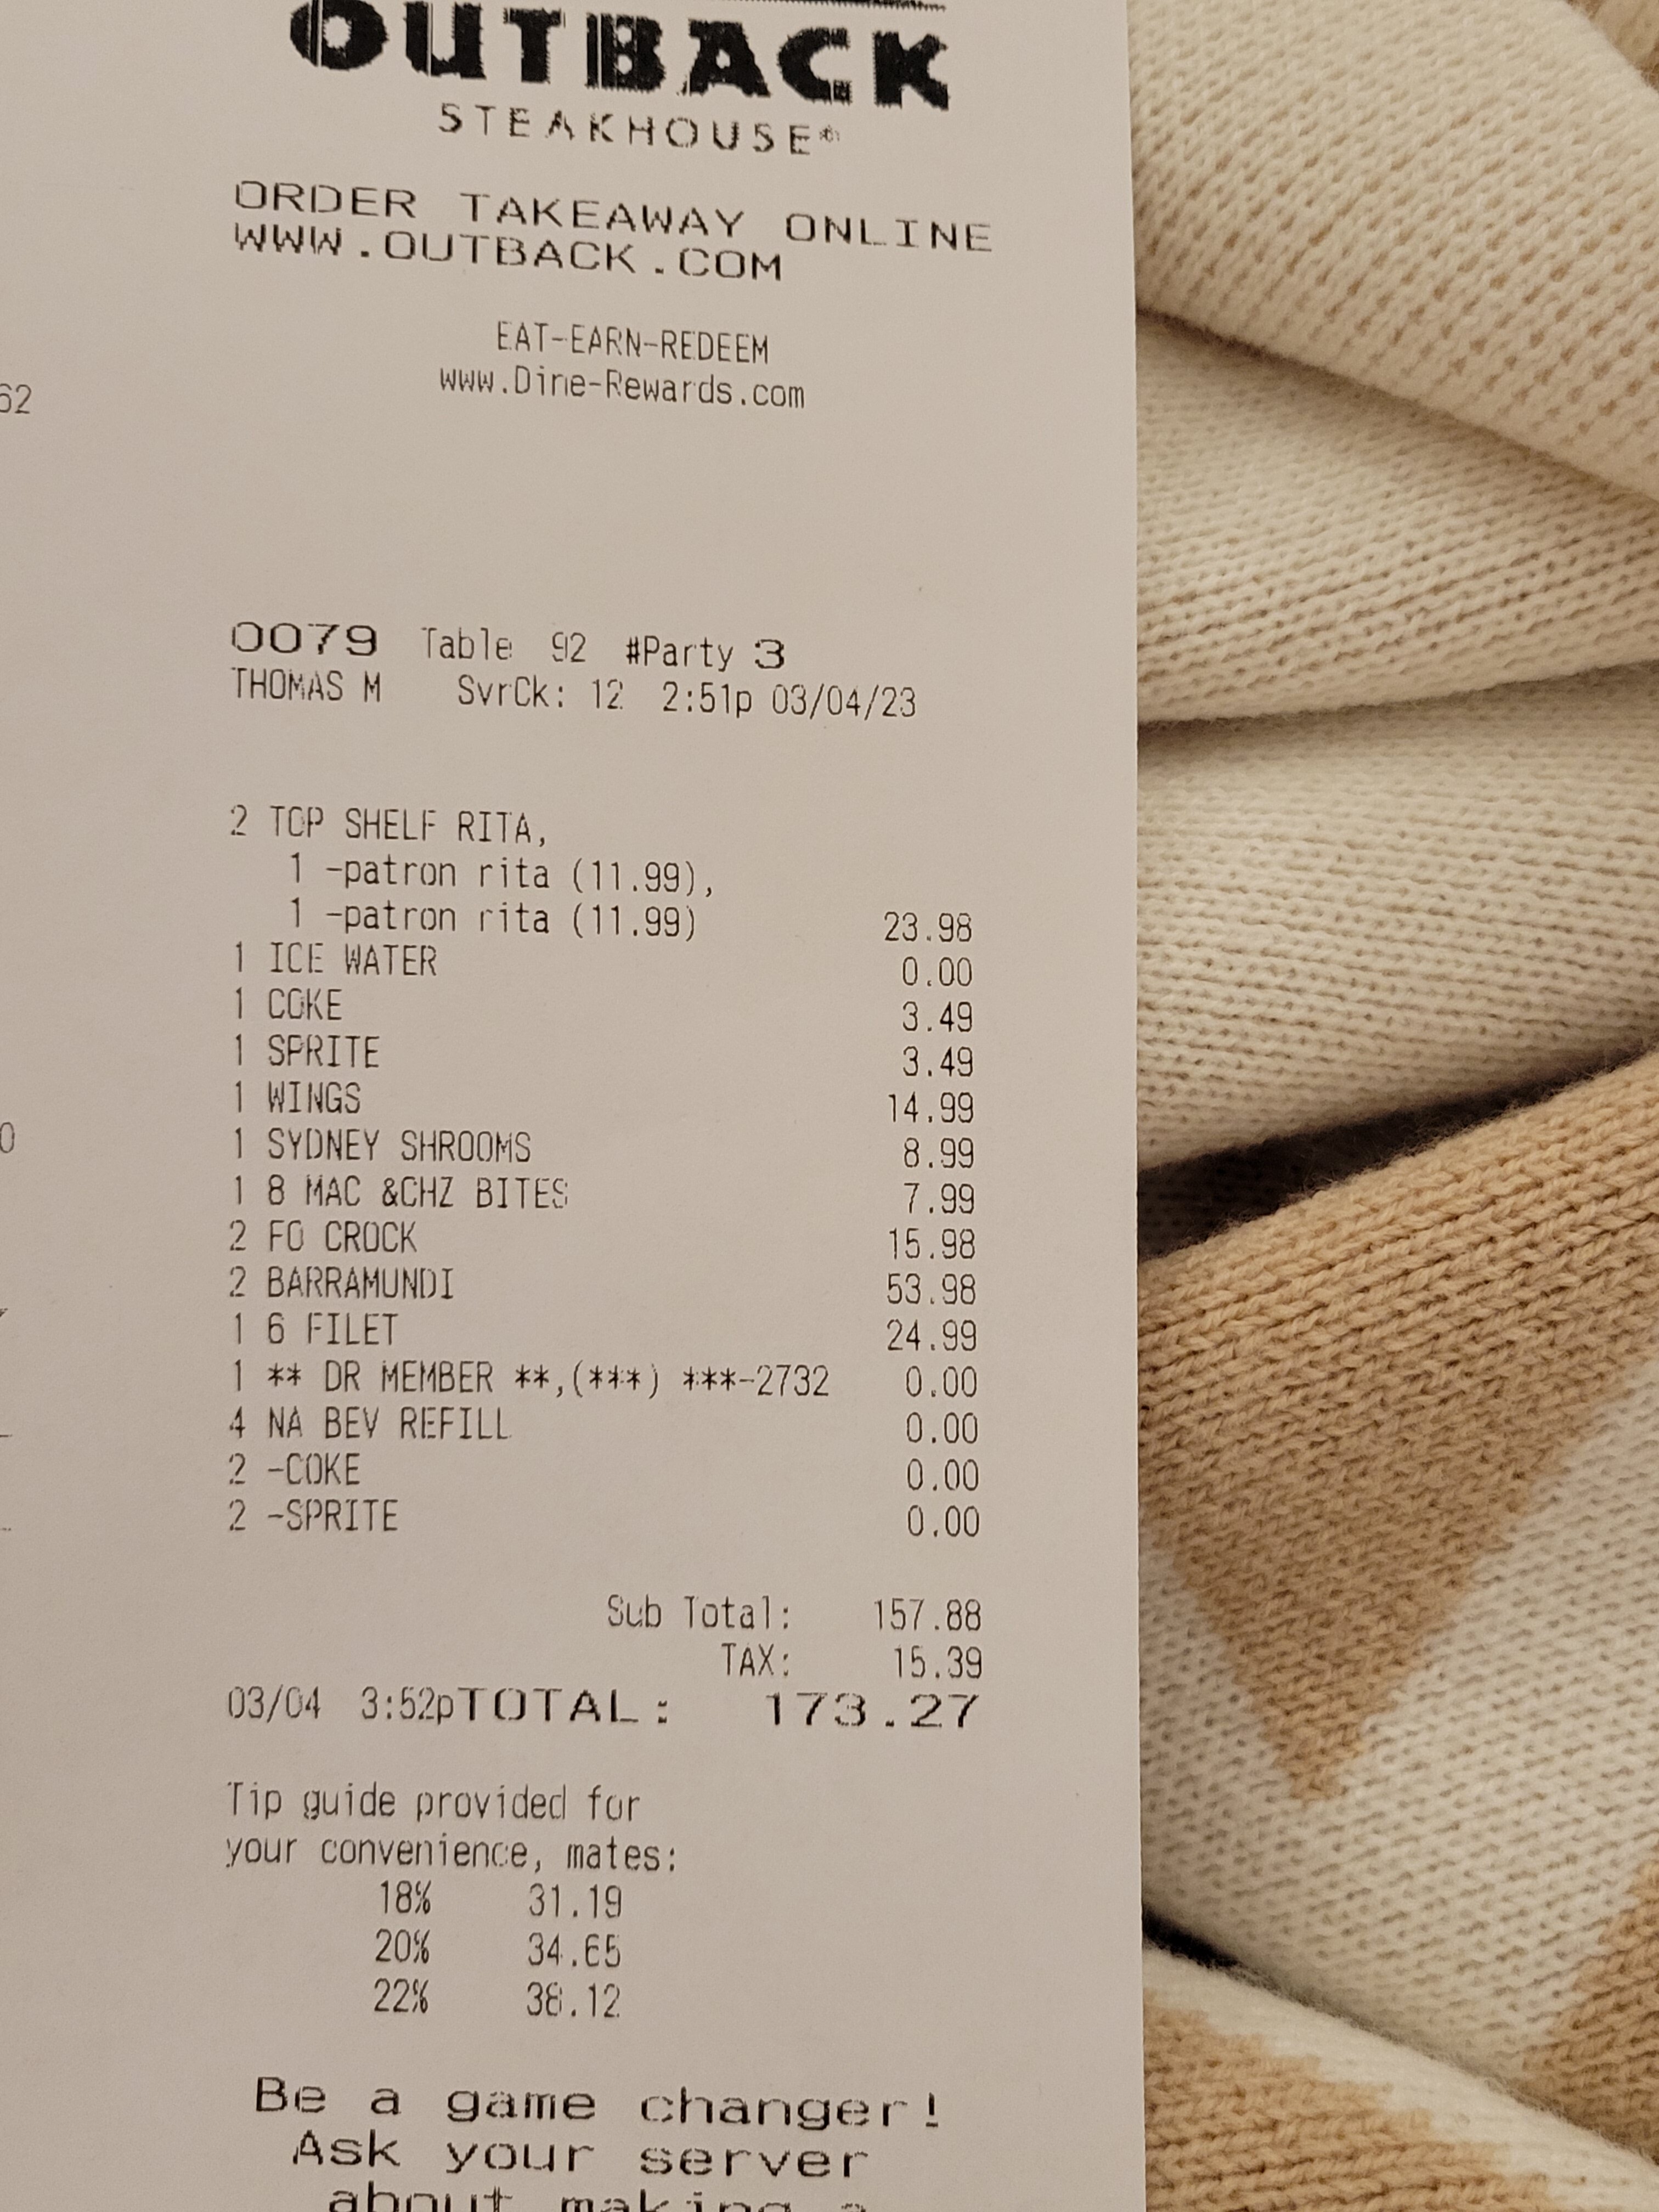 OUTBACK
STEAKHOUSE®
ORDER TAKEAWAY ONLINE
WWW.OUTBACK.COM
EAT-EARN-REDEEM
www.Dine-Rewards.com
62
0079 Table 92 #Party 3
THOMAS M SvrCk: 12 2:51p 03/04/23
2 TOP SHELF RITA,
1 -patron rita (11.99),
1 -patron rita (11.99) 23.98
1 ICE WATER 0.00
1 COKE 3.49
1 SPRITE 3.49
1 WINGS 14.99
1 SYDNEY SHROOMS 8.99
1 8 MAC &CHZ BITES 7.99
2 FO CROCK 15.98
2 BARRAMUNDI 53.98
1 6 FILET 24.99
1 ** DR MEMBER **,(***) ***-2732 0.00
4 NA BEV REFILL 0.00
2 -COKE 0.00
2 -SPRITE 0.00
Sub Total: 157.88
TAX: 15.39
03/04 3:52pTOTAL: 173.27
Tip guide provided for
your convenience, mates:
18% 31.19
20% 34.65
22% 38.12
Be a game changer!
Ask your server
about making a